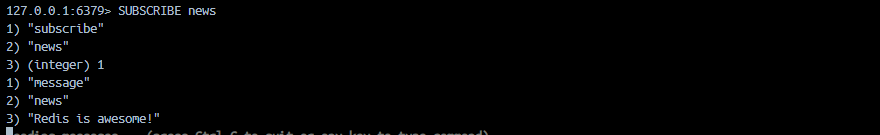 127.0.0.1:6379> SUBSCRIBE news
1) "subscribe"
2) "news"
3) (integer) 1
1) "message"
2) "news"
3) "Redis is awesome!"